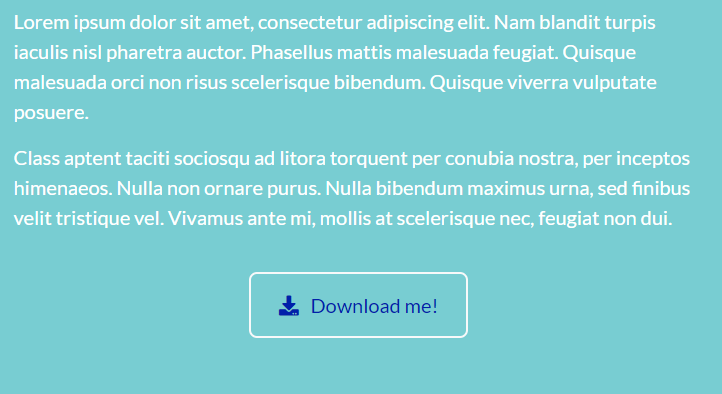 Lorem ipsum dolor sit amet, consectetur adipiscing elit. Nam blandit turpis
iaculis nisl pharetra auctor. Phasellus mattis malesuada feugiat. Quisque
malesuada orci non risus scelerisque bibendum. Quisque viverra vulputate
posuere.
Class aptent taciti sociosqu ad litora torquent per conubia nostra, per inceptos
himenaeos. Nulla non ornare purus. Nulla bibendum maximus urna, sed finibus
velit tristique vel. Vivamus ante mi, mollis at scelerisque nec, feugiat non dui.
Download me!